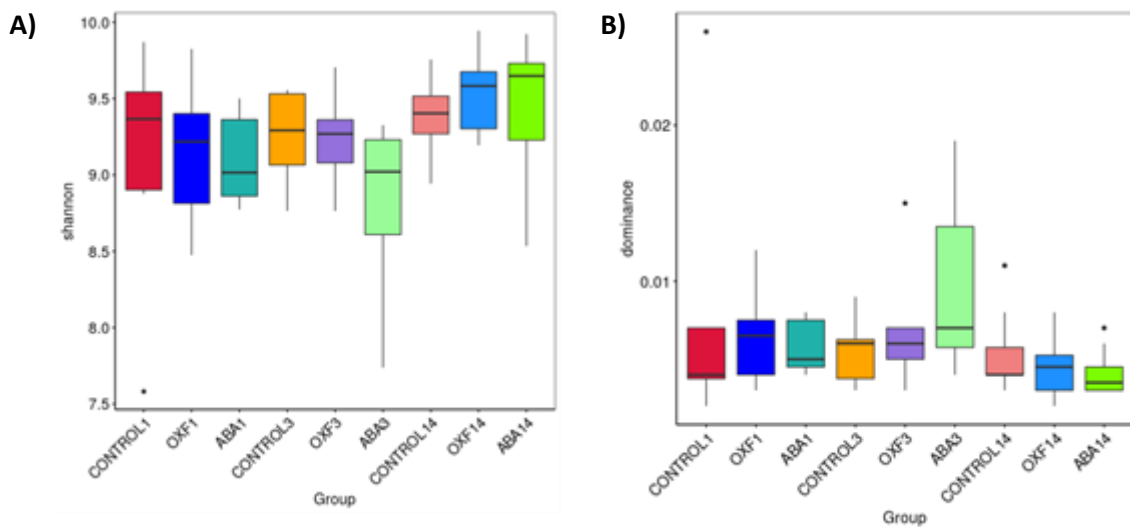 A)
10.0
9.5
9.0
8.5
8.0
7.5
shannon
CONTROL1
OXF1
ABA1
CONTROL3
OXF3
ABA3
CONTROL14
OXF14
ABA14
Group
B)
0.02
0.01
dominance
CONTROL1
OXF1
ABA1
CONTROL3
OXF3
ABA3
CONTROL14
OXF14
ABA14
Group